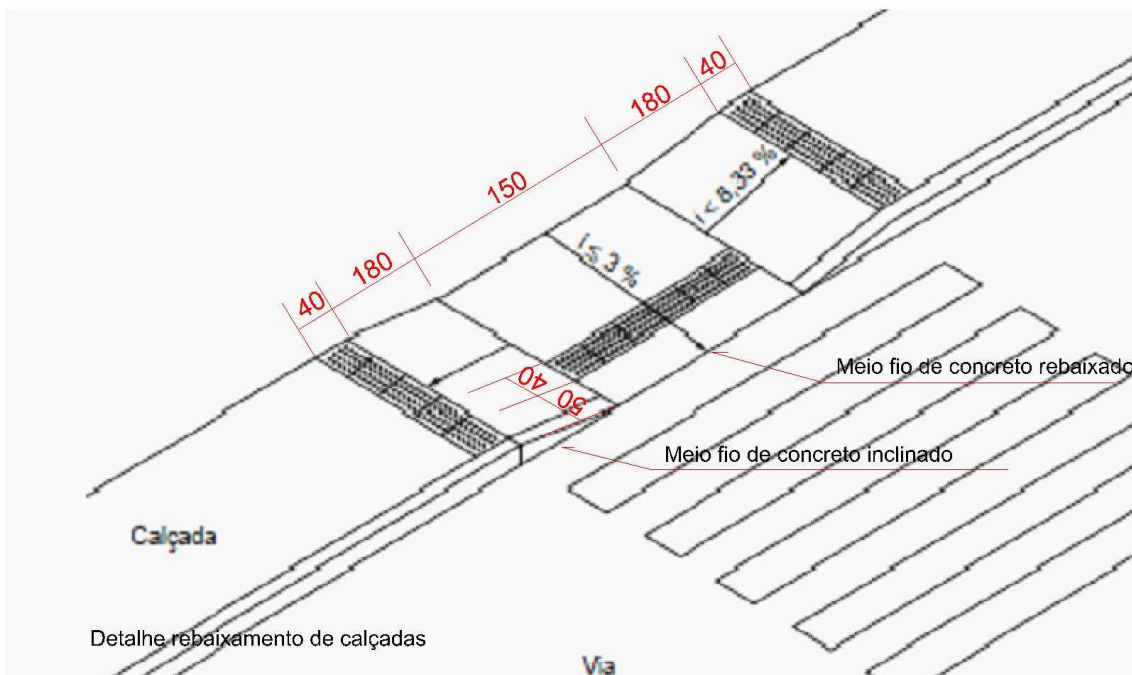 40
180
150
180
40
i < 8,33 %
i ≤ 3 %
40
50
Meio fio de concreto rebaixado
Meio fio de concreto inclinado
Calçada
Detalhe rebaixamento de calçadas
Via